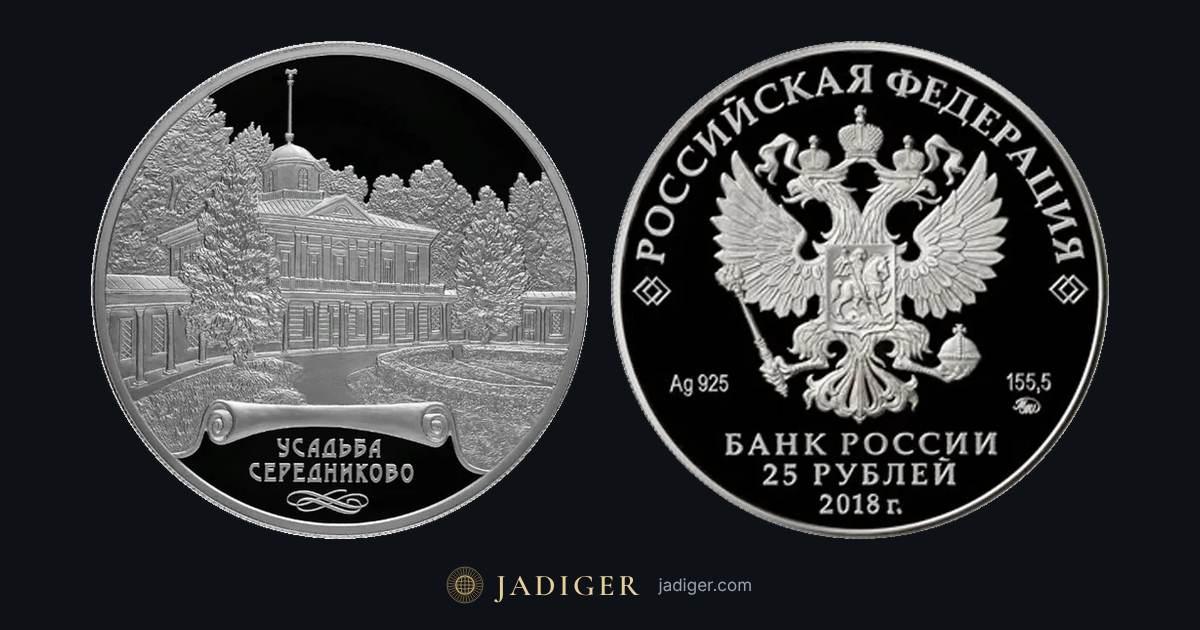 УСАДЬБА
СЕРЕДНИКОВО
РОССИЙСКАЯ ФЕДЕРАЦИЯ
Ag 925
155,5
БАНК РОССИИ
25 РУБЛЕЙ
2018 г.
JADIGER jadiger.com